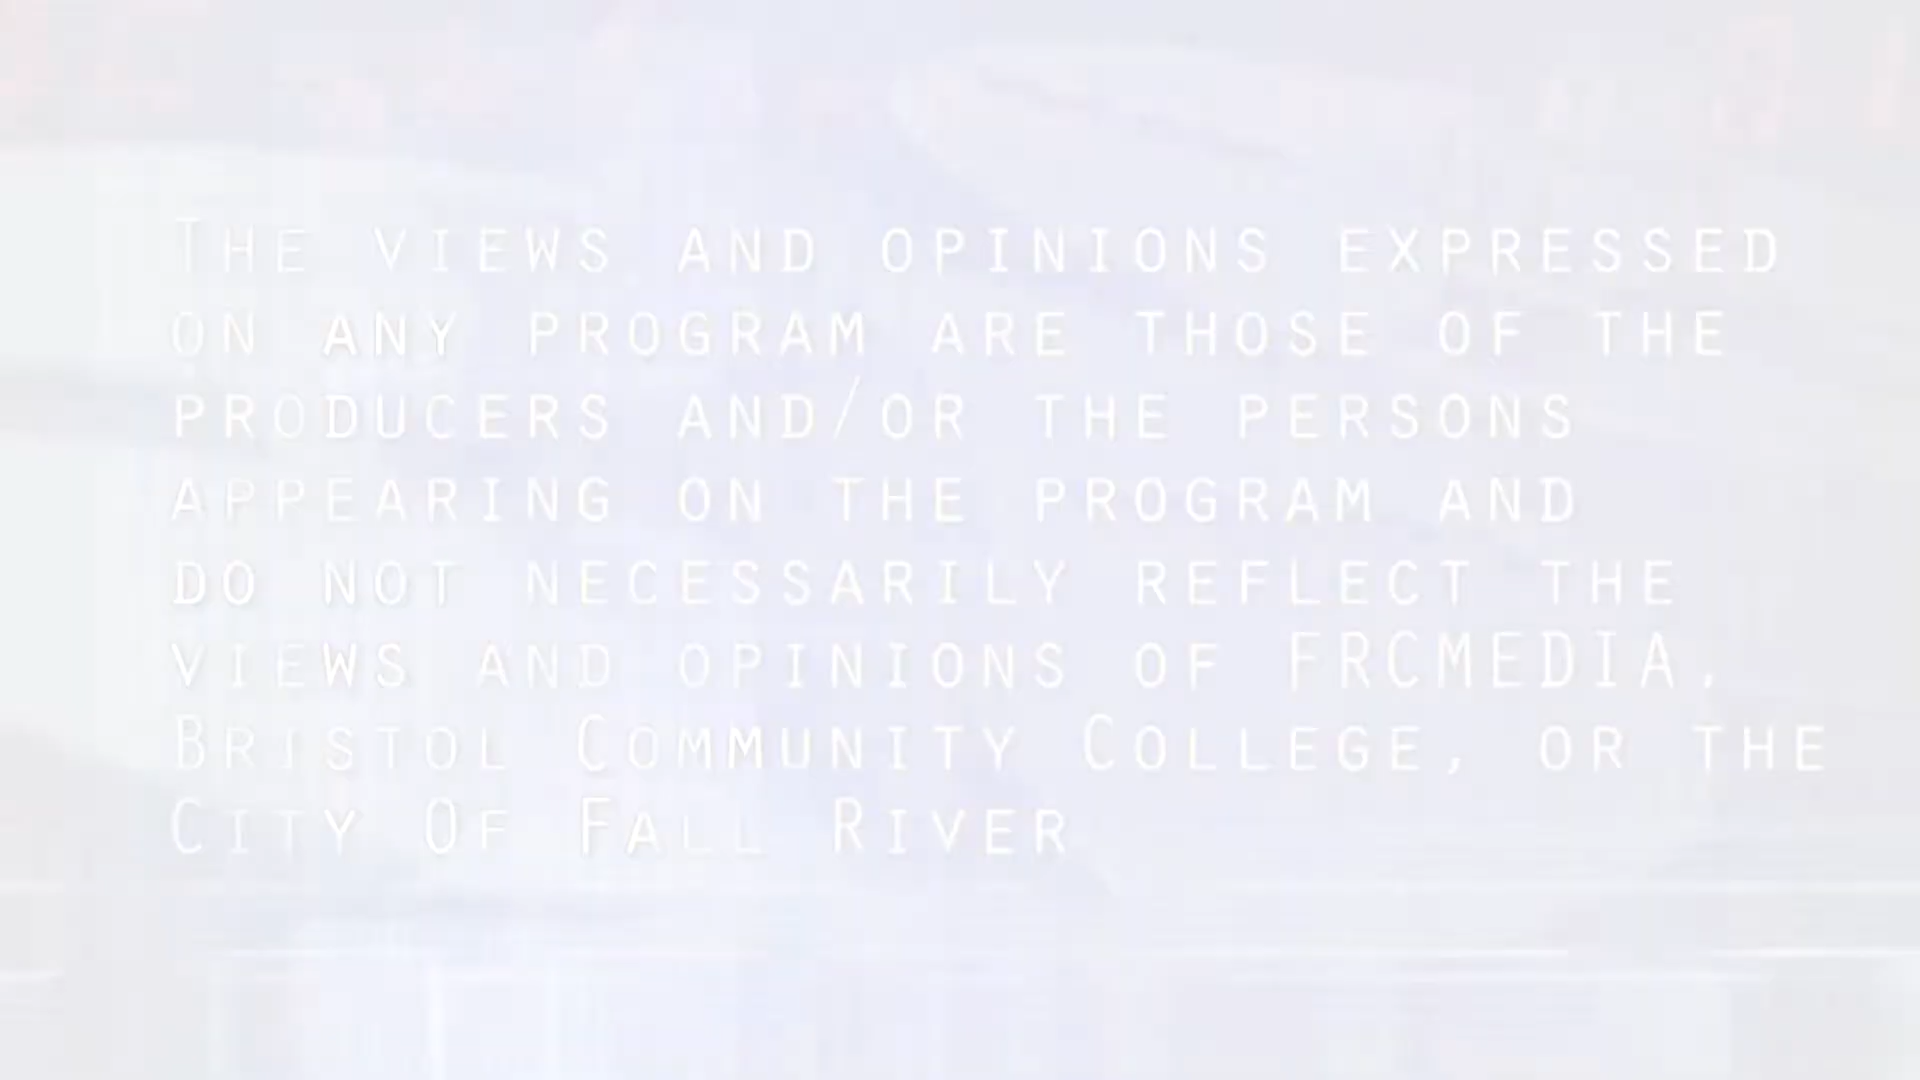 The views and opinions expressed
on any program are those of the
producers and/or the persons
appearing on the program and
do not necessarily reflect the
views and opinions of FRCMEDIA,
Bristol Community College, or the
City Of Fall River